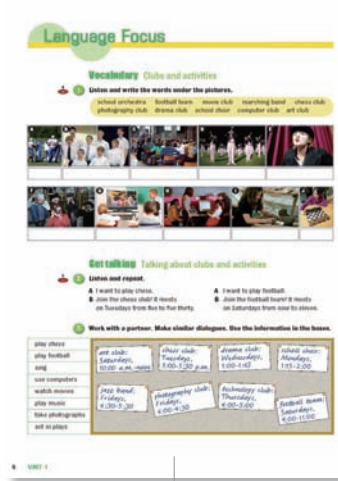 Language Focus
Vocabulary Clubs and activities
1 Listen and write the words under the pictures.
school orchestra football team movie club marching band chess club
photography club drama club school choir computer club art club
Get talking Talking about clubs and activities
2 Listen and repeat.
A I want to play chess.
B Join the chess club! It meets
on Tuesdays from five to five thirty.
A I want to play football.
B Join the football team! It meets
on Saturdays from nine to eleven.
3 Work with a partner. Make similar dialogues. Use the information in the boxes.
play chess
play football
sing
use computers
watch movies
play music
take photographs
act in plays
art club:
Saturdays,
10:00 a.m.-noon
chess club:
Tuesdays,
5:00-5:30 p.m.
drama club:
Wednesdays,
school choir:
Mondays,
1:15-2:00
jazz band:
Fridays,
4:30-5:30
photography club:
Fridays,
4:00-4:30
technology club:
Thursdays,
4:00-5:00
football team:
Saturdays,
9:00-11:00
6 UNIT 1